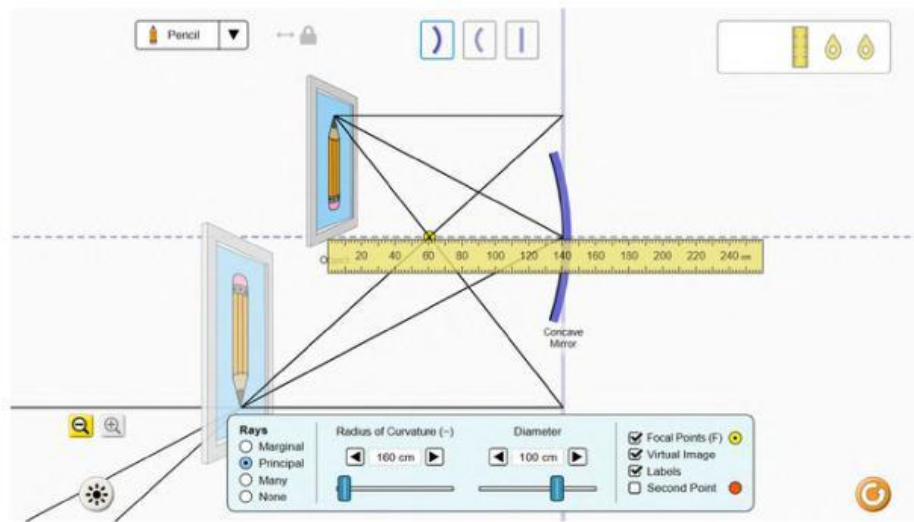 Pencil
20 40 60 80 100 120 140 160 180 200 220 240 cm
Concave
Mirror
Rays
Marginal
Principal
Many
None
Radius of Curvature (~)
160 cm
Diameter
100 cm
Focal Points (F)
Virtual Image
Labels
Second Point